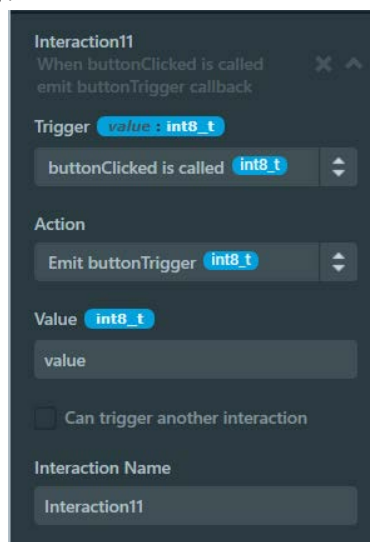 Interaction11
When buttonClicked is called
emit buttonTrigger callback
Trigger value : int8_t
buttonClicked is called int8_t
Action
Emit buttonTrigger int8_t
Value int8_t
value
Can trigger another interaction
Interaction Name
Interaction11